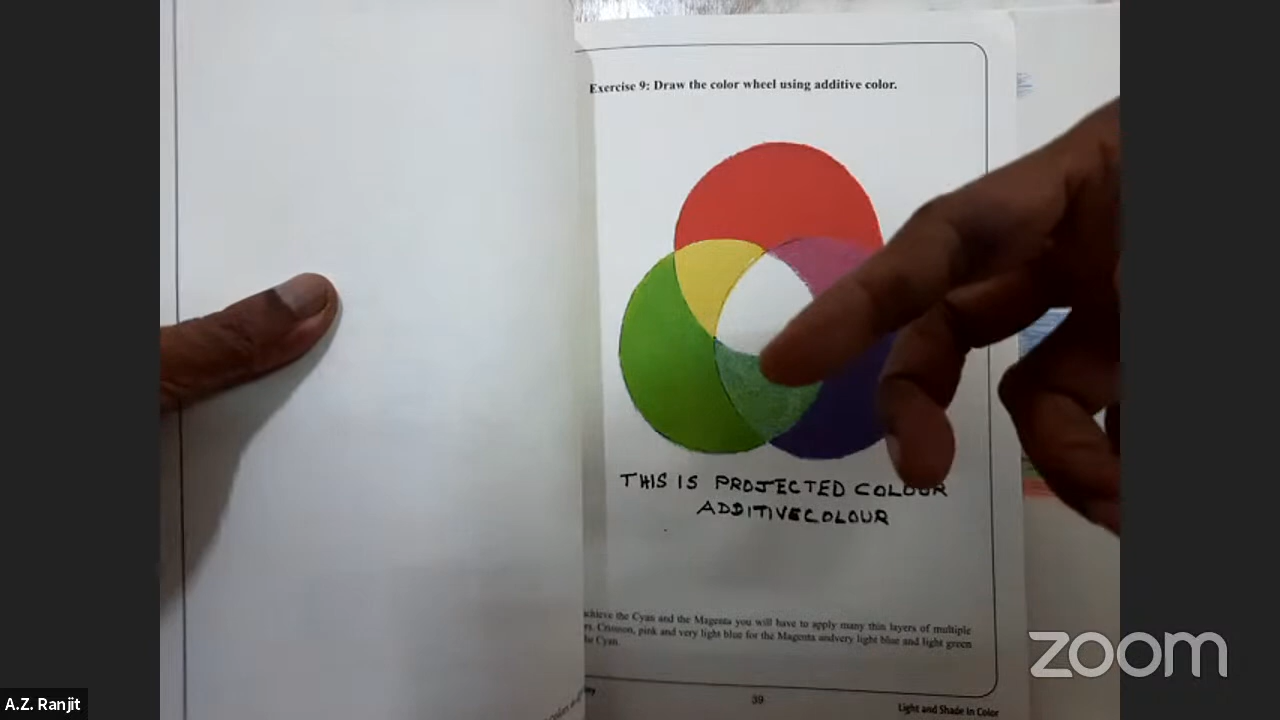 Exercise 9: Draw the color wheel using additive color.
THIS IS PROJECTED COLOUR
ADDITIVE COLOUR
achieve the Cyan and the Magenta you will have to apply many thin layers of multiple
Crimson, pink and very light blue for the Magenta andvery light blue and light green
Cyan.
39
Light and Shade in Color
zoom
A.Z. Ranjit